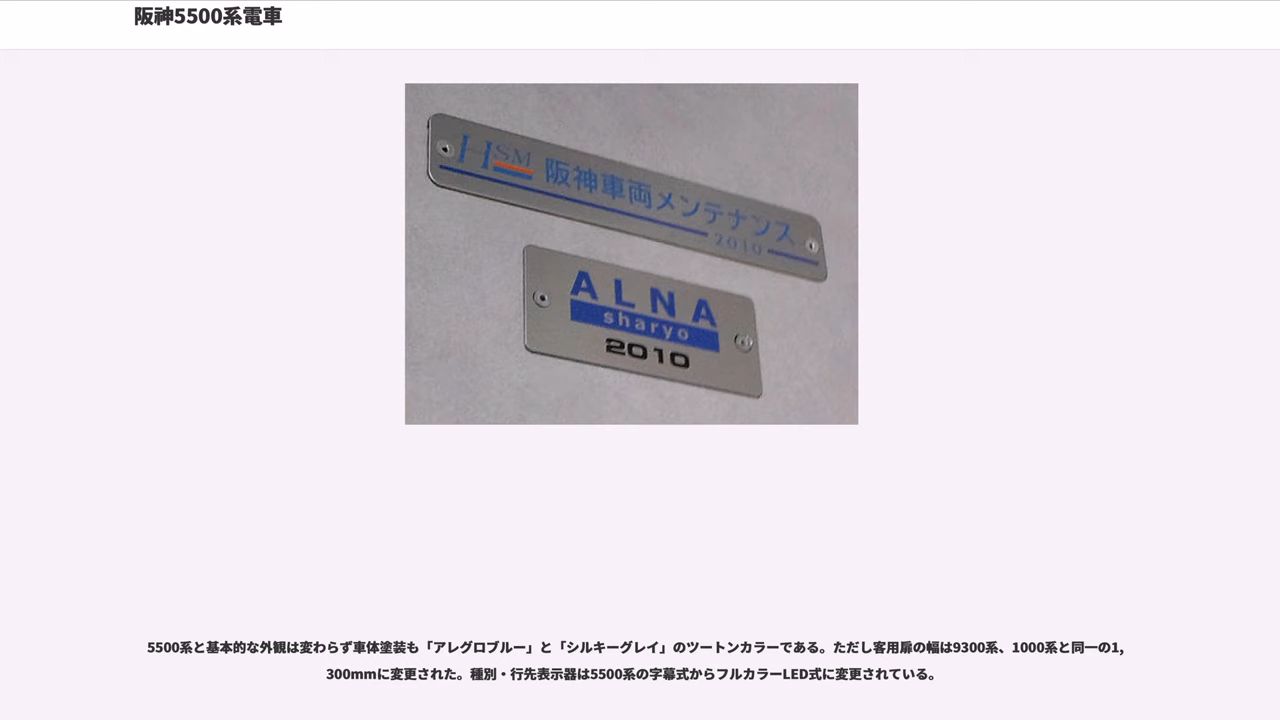 阪神5500系電車
HSM 阪神車両メンテナンス
2010
ALNA
sharyo
2010
5500系と基本的な外観は変わらず車体塗装も「アレグロブルー」と「シルキーグレイ」のツートンカラーである。ただし客用扉の幅は9300系、1000系と同一の1,
300mmに変更された。種別・行先表示器は5500系の字幕式からフルカラーLED式に変更されている。